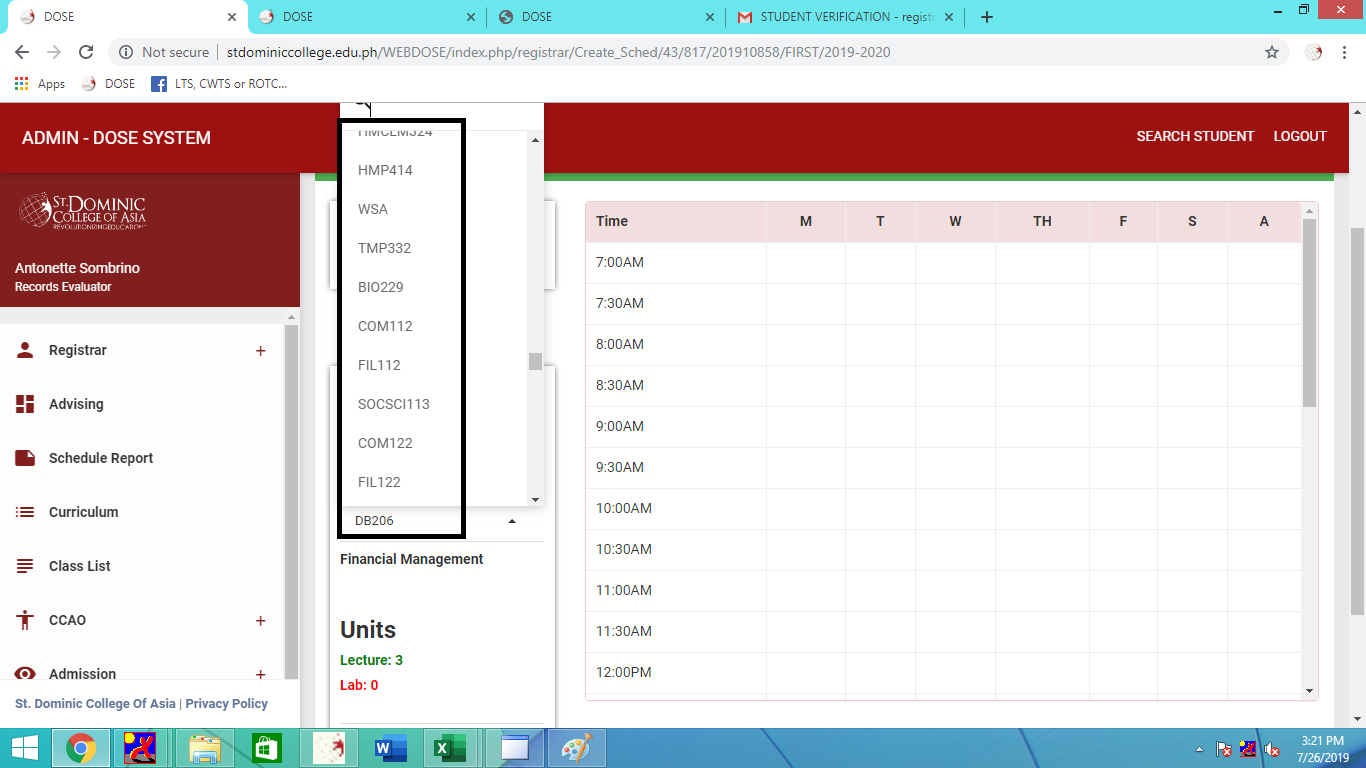 DOSE
DOSE
DOSE
STUDENT VERIFICATION - regist
Not secure
stdominiccollege.edu.ph/WEBDOSE/index.php/registrar/Create_Sched/43/817/201910858/FIRST/2019-2020
Apps
DOSE
LTS, CWTS or ROTC...
ADMIN - DOSE SYSTEM
SEARCH STUDENT
LOGOUT
ST. DOMINIC
COLLEGE OF ASIA
REVOLUTIONIZING EDUCATION
Antonette Sombrino
Records Evaluator
Registrar +
Advising
Schedule Report
Curriculum
Class List
CCAO +
Admission +
St. Dominic College Of Asia | Privacy Policy
HMCEM324
HMP414
WSA
TMP332
BIO229
COM112
FIL112
SOCSCI113
COM122
FIL122
DB206
Financial Management
Units
Lecture: 3
Lab: 0
Time M T W TH F S A
7:00AM
7:30AM
8:00AM
8:30AM
9:00AM
9:30AM
10:00AM
10:30AM
11:00AM
11:30AM
12:00PM
3:21 PM
7/26/2019